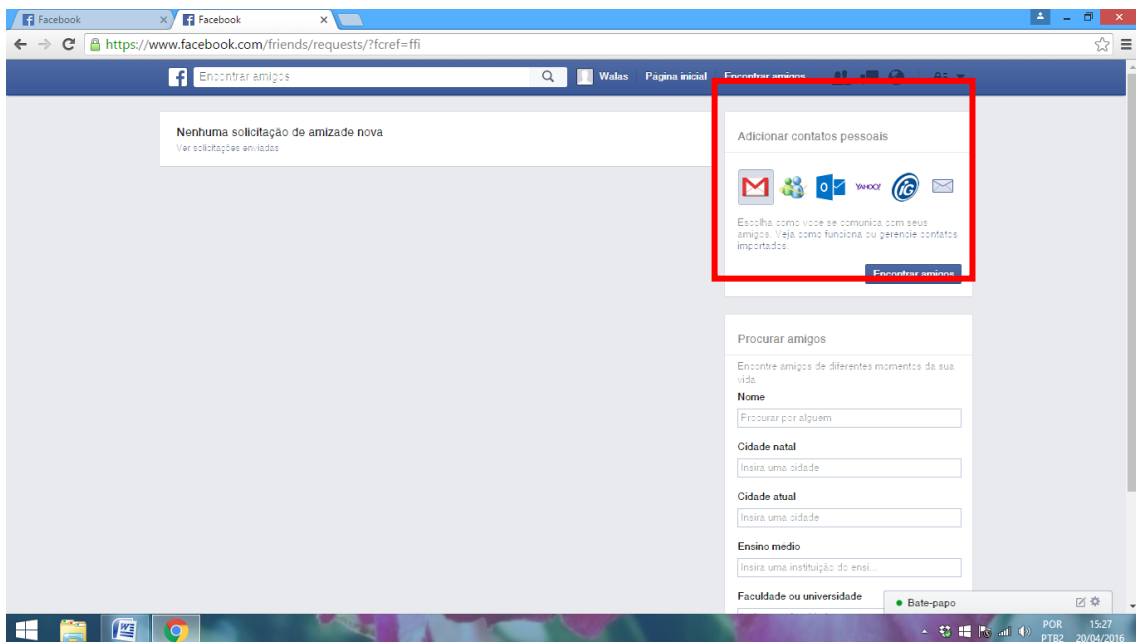 Facebook
Facebook
https://www.facebook.com/friends/requests/?fcref=ffi
Encontrar amigos
Walas
Página inicial
Encontrar amigos
Nenhuma solicitação de amizade nova
Ver solicitações enviadas
Adicionar contatos pessoais
YAHOO!
iG
Escolha como você se comunica com seus
amigos. Veja como funciona ou gerencie contatos
importados.
Encontrar amigos
Procurar amigos
Encontre amigos de diferentes momentos da sua
vida
Nome
Procurar por alguem
Cidade natal
Insira uma cidade
Cidade atual
Insira uma cidade
Ensino medio
Insira uma instituição do ensi...
Faculdade ou universidade
Bate-papo
POR 15:27
PTB2 20/04/2016